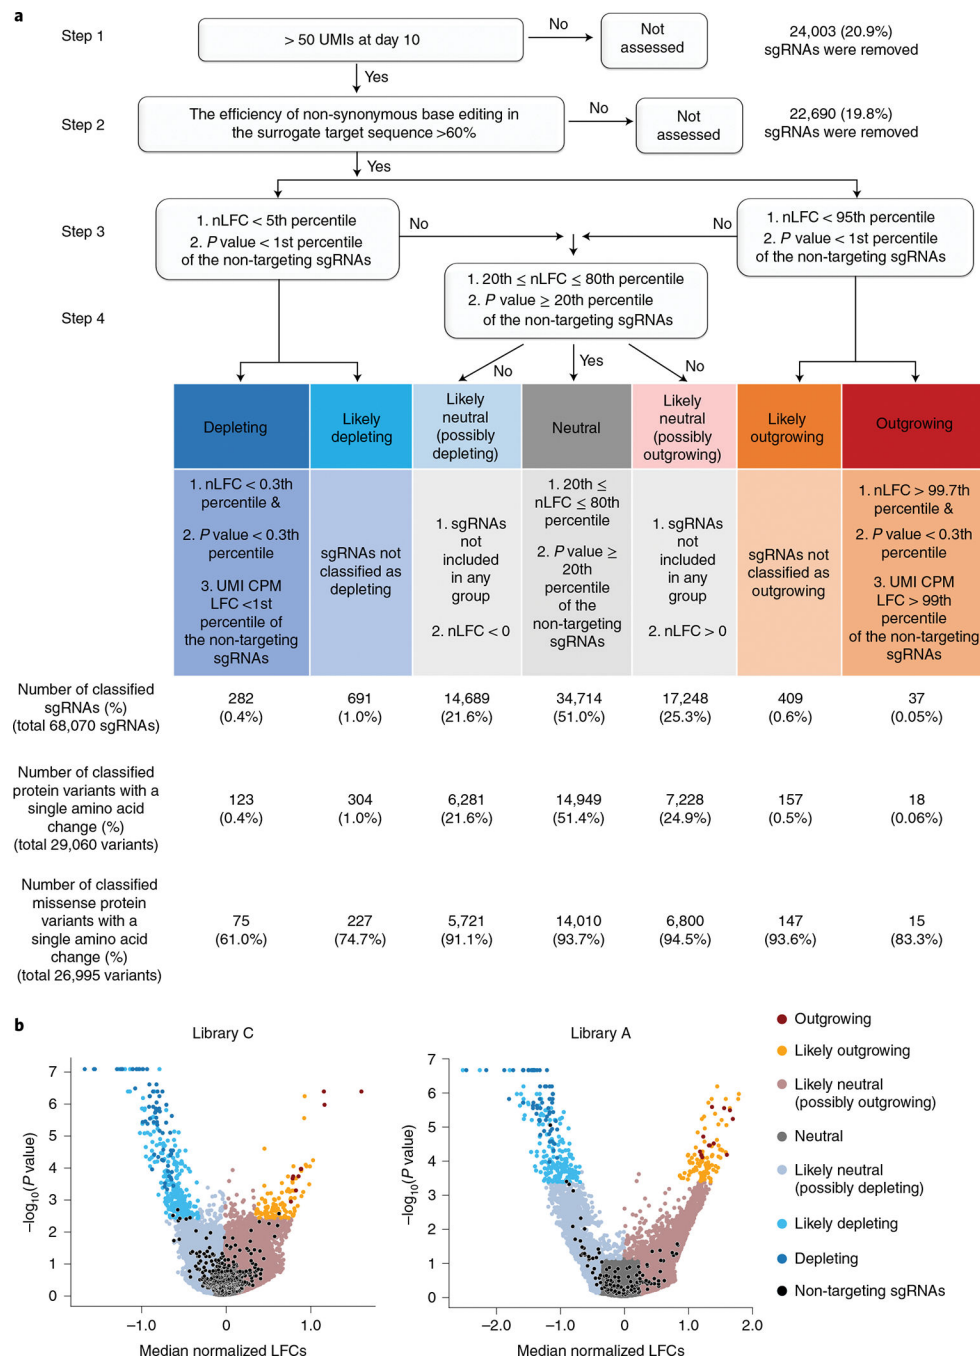 a
Step 1
> 50 UMIs at day 10
No
Not
assessed
24,003 (20.9%)
sgRNAs were removed
Yes
Step 2
The efficiency of non-synonymous base editing in
the surrogate target sequence >60%
No
Not
assessed
22,690 (19.8%)
sgRNAs were removed
Yes
Step 3
1. nLFC < 5th percentile
2. P value < 1st percentile
of the non-targeting sgRNAs
No
No
1. nLFC < 95th percentile
2. P value < 1st percentile
of the non-targeting sgRNAs
Step 4
1. 20th ≤ nLFC ≤ 80th percentile
2. P value ≥ 20th percentile
of the non-targeting sgRNAs
No
Yes
No
Depleting
Likely
depleting
Likely
neutral
(possibly
depleting)
Neutral
Likely
neutral
(possibly
outgrowing)
Likely
outgrowing
Outgrowing
1. nLFC < 0.3th
percentile &
2. P value < 0.3th
percentile
3. UMI CPM
LFC <1st
percentile of
the non-targeting
sgRNAs
sgRNAs not
classified as
depleting
1. sgRNAs
not
included
in any
group
2. nLFC < 0
1. 20th ≤
nLFC ≤ 80th
percentile
2. P value ≥
20th
percentile
of the
non-targeting
sgRNAs
1. sgRNAs
not
included
in any
group
2. nLFC > 0
sgRNAs not
classified as
outgrowing
1. nLFC > 99.7th
percentile &
2. P value < 0.3th
percentile
3. UMI CPM
LFC > 99th
percentile
of the non-targeting
sgRNAs
Number of classified
sgRNAs (%)
(total 68,070 sgRNAs)
282
(0.4%)
691
(1.0%)
14,689
(21.6%)
34,714
(51.0%)
17,248
(25.3%)
409
(0.6%)
37
(0.05%)
Number of classified
protein variants with a
single amino acid
change (%)
(total 29,060 variants)
123
(0.4%)
304
(1.0%)
6,281
(21.6%)
14,949
(51.4%)
7,228
(24.9%)
157
(0.5%)
18
(0.06%)
Number of classified
missense protein
variants with a
single amino acid
change (%)
(total 26,995 variants)
75
(61.0%)
227
(74.7%)
5,721
(91.1%)
14,010
(93.7%)
6,800
(94.5%)
147
(93.6%)
15
(83.3%)
b
Library C
–log10(P value)
7
6
5
4
3
2
1
0
–1.0
0
1.0
Median normalized LFCs
Library A
–log10(P value)
7
6
5
4
3
2
1
0
–2.0
–1.0
0
1.0
2.0
Median normalized LFCs
Outgrowing
Likely outgrowing
Likely neutral
(possibly outgrowing)
Neutral
Likely neutral
(possibly depleting)
Likely depleting
Depleting
Non-targeting sgRNAs